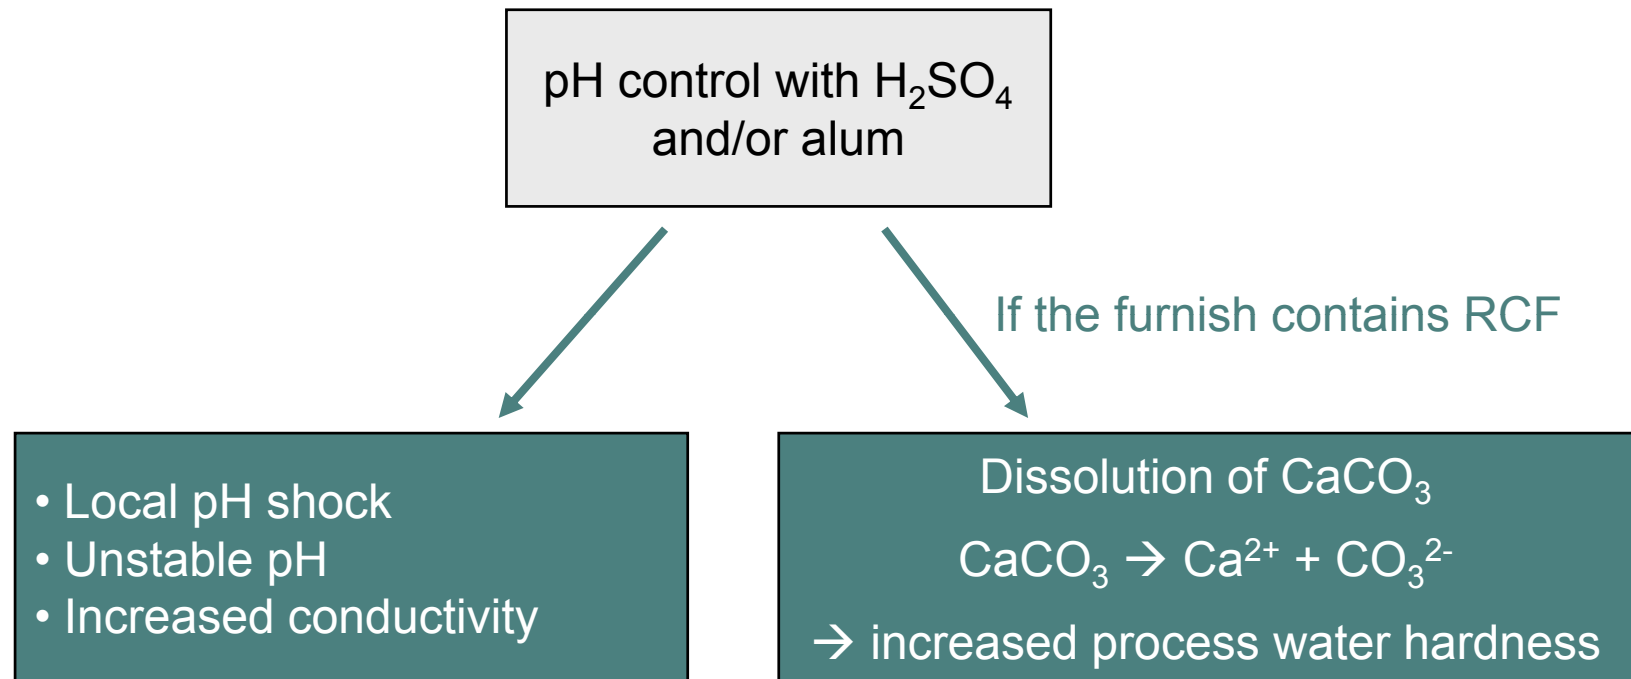 pH control with H₂SO₄
and/or alum
If the furnish contains RCF
• Local pH shock
• Unstable pH
• Increased conductivity
Dissolution of CaCO₃
CaCO₃ → Ca²⁺ + CO₃²⁻
→ increased process water hardness